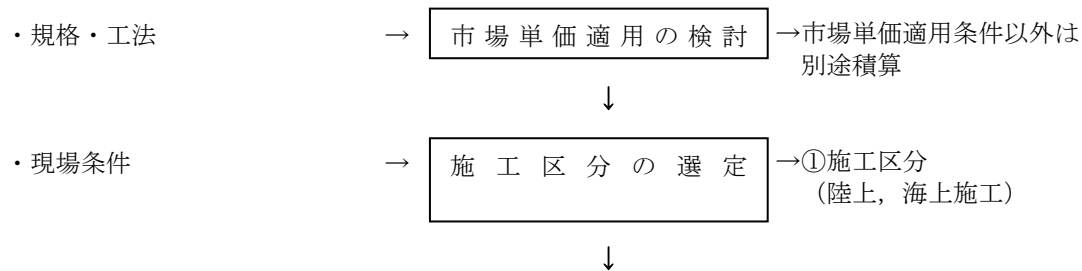 ・規格・工法 → 市場単価適用の検討 →市場単価適用条件以外は
別途積算
↓
・現場条件 → 施工区分の選定 →①施工区分
（陸上，海上施工）
↓